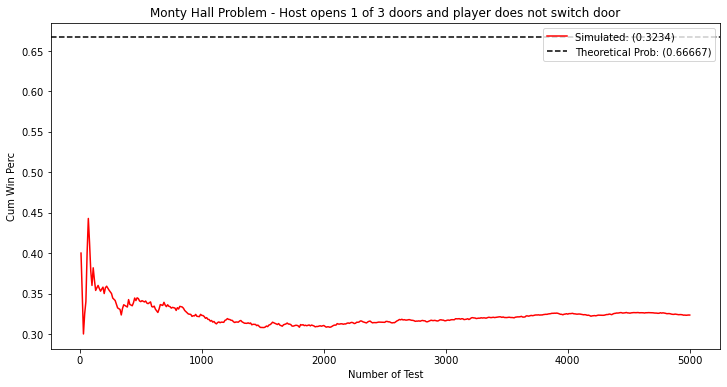 Monty Hall Problem - Host opens 1 of 3 doors and player does not switch door
Simulated: (0.3234)
Theoretical Prob: (0.66667)
Cum Win Perc
0.65
0.60
0.55
0.50
0.45
0.40
0.35
0.30
0 1000 2000 3000 4000 5000
Number of Test